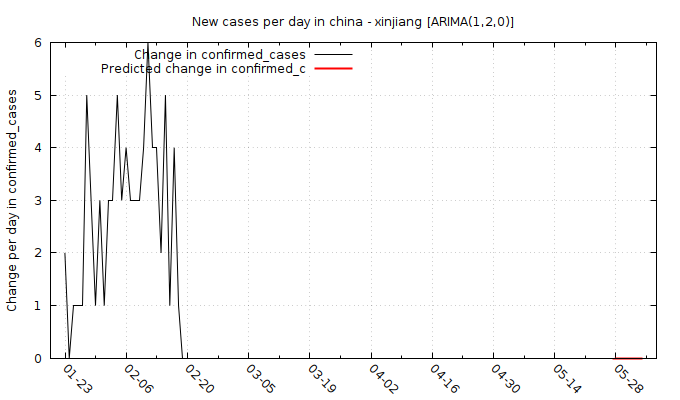 New cases per day in china - xinjiang [ARIMA(1,2,0)]
Change in confirmed_cases
Predicted change in confirmed_c
Change per day in confirmed_cases
6
5
4
3
2
1
0
01-23 02-06 02-20 03-05 03-19 04-02 04-16 04-30 05-14 05-28